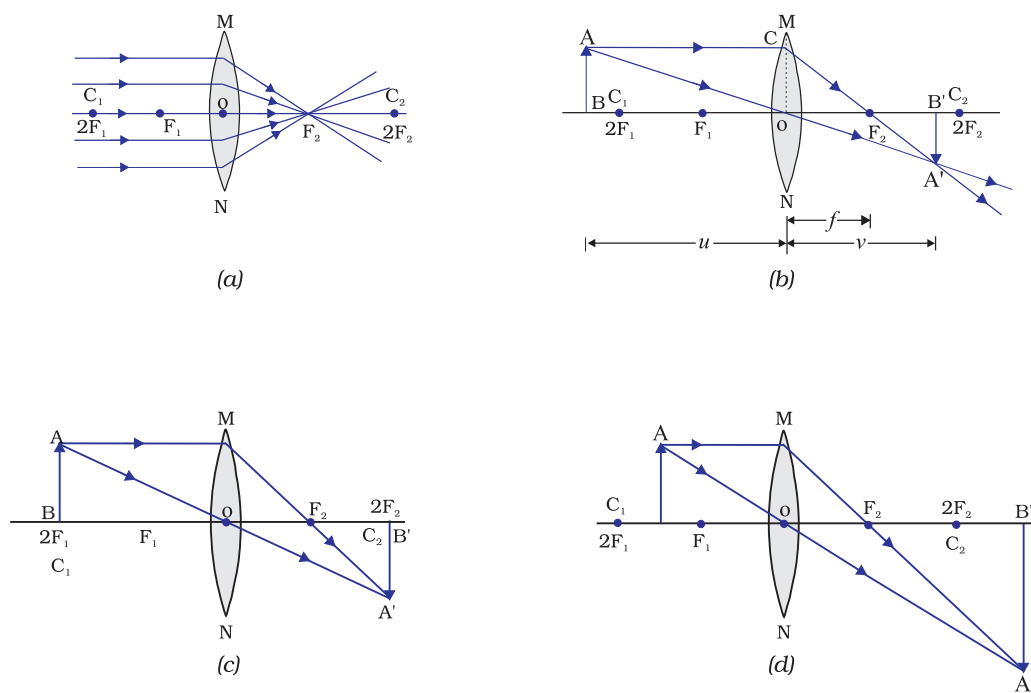 M
C₁ O C₂
2F₁ F₁ F₂ 2F₂
N
(a)
M
A C
B C₁ B' C₂
2F₁ F₁ O F₂ 2F₂
A'
N
f
u v
(b)
M
A
B O F₂ 2F₂
2F₁ F₁ C₂ B'
C₁
A'
N
(c)
M
A
C₁ O F₂ 2F₂ B'
2F₁ F₁ C₂
N
A
(d)